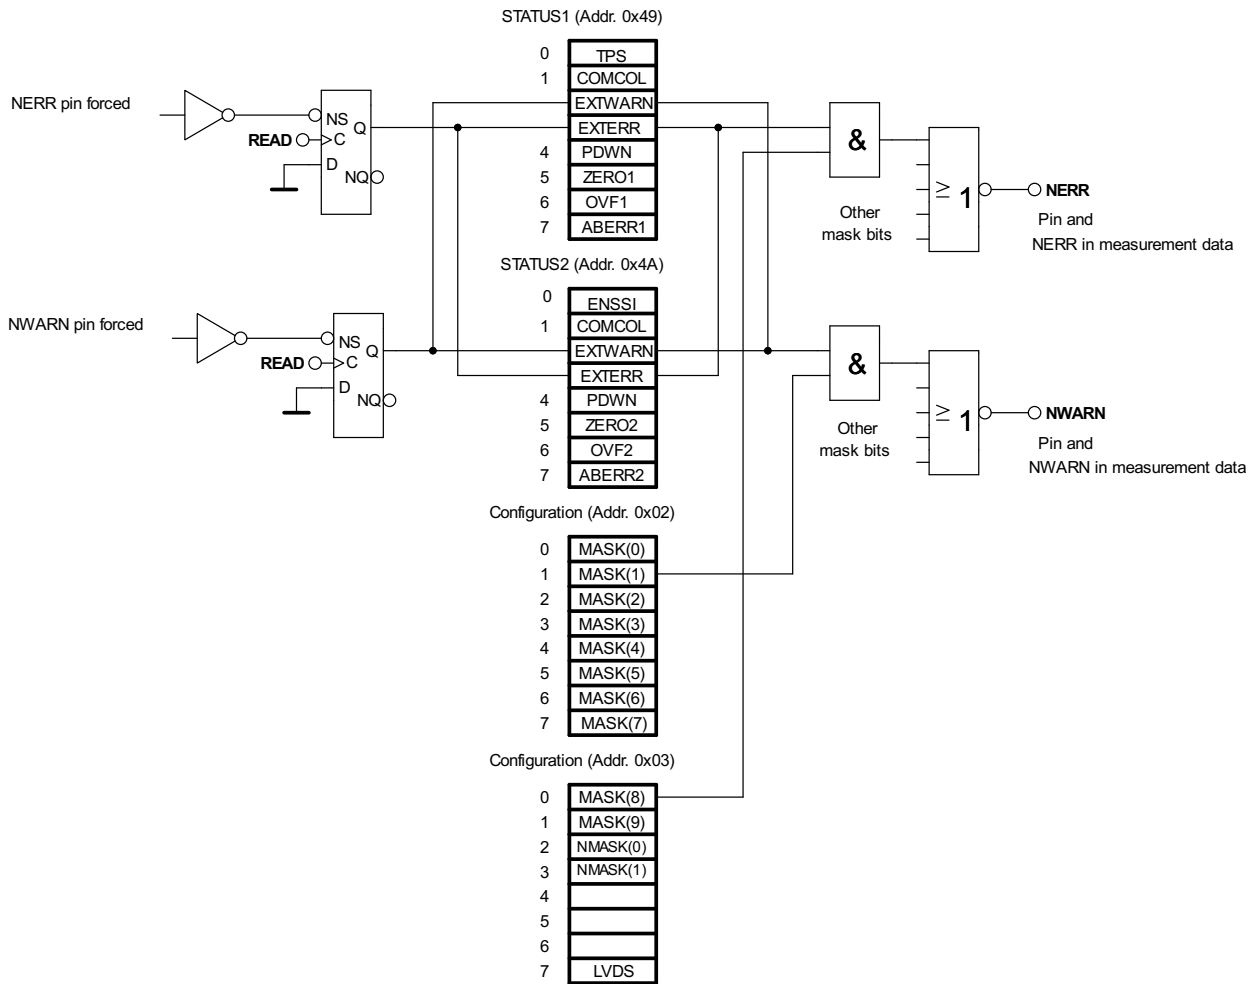 STATUS1 (Addr. 0x49)
0 TPS
1 COMCOL
EXTWARN
EXTERR
4 PDWN
5 ZERO1
6 OVF1
7 ABERR1
NERR pin forced
READ
NS
C
D
Q
NQ
&
Other
mask bits
≥ 1
NERR
Pin and
NERR in measurement data
STATUS2 (Addr. 0x4A)
0 ENSSI
1 COMCOL
EXTWARN
EXTERR
4 PDWN
5 ZERO2
6 OVF2
7 ABERR2
NWARN pin forced
READ
NS
C
D
Q
NQ
&
Other
mask bits
≥ 1
NWARN
Pin and
NWARN in measurement data
Configuration (Addr. 0x02)
0 MASK(0)
1 MASK(1)
2 MASK(2)
3 MASK(3)
4 MASK(4)
5 MASK(5)
6 MASK(6)
7 MASK(7)
Configuration (Addr. 0x03)
0 MASK(8)
1 MASK(9)
2 NMASK(0)
3 NMASK(1)
4
5
6
7 LVDS